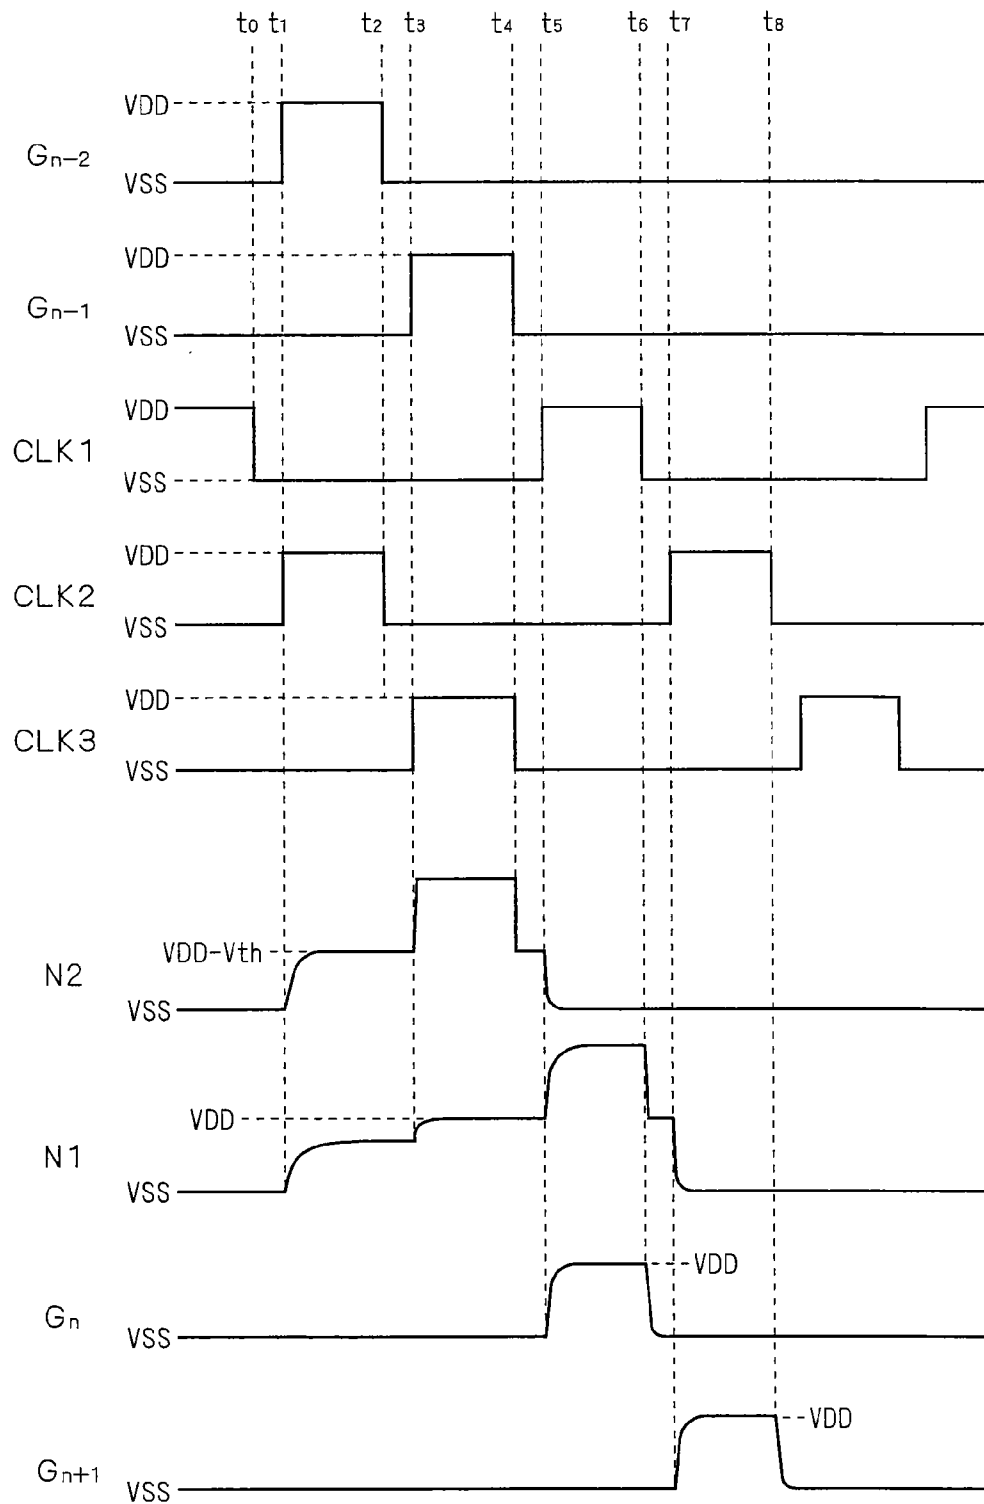 t0 t1 t2 t3 t4 t5 t6 t7 t8
VDD
Gn-2
VSS
VDD
Gn-1
VSS
VDD
CLK1
VSS
VDD
CLK2
VSS
VDD
CLK3
VSS
VDD-Vth
N2
VSS
VDD
N1
VSS
VDD
Gn
VSS
VDD
Gn+1
VSS